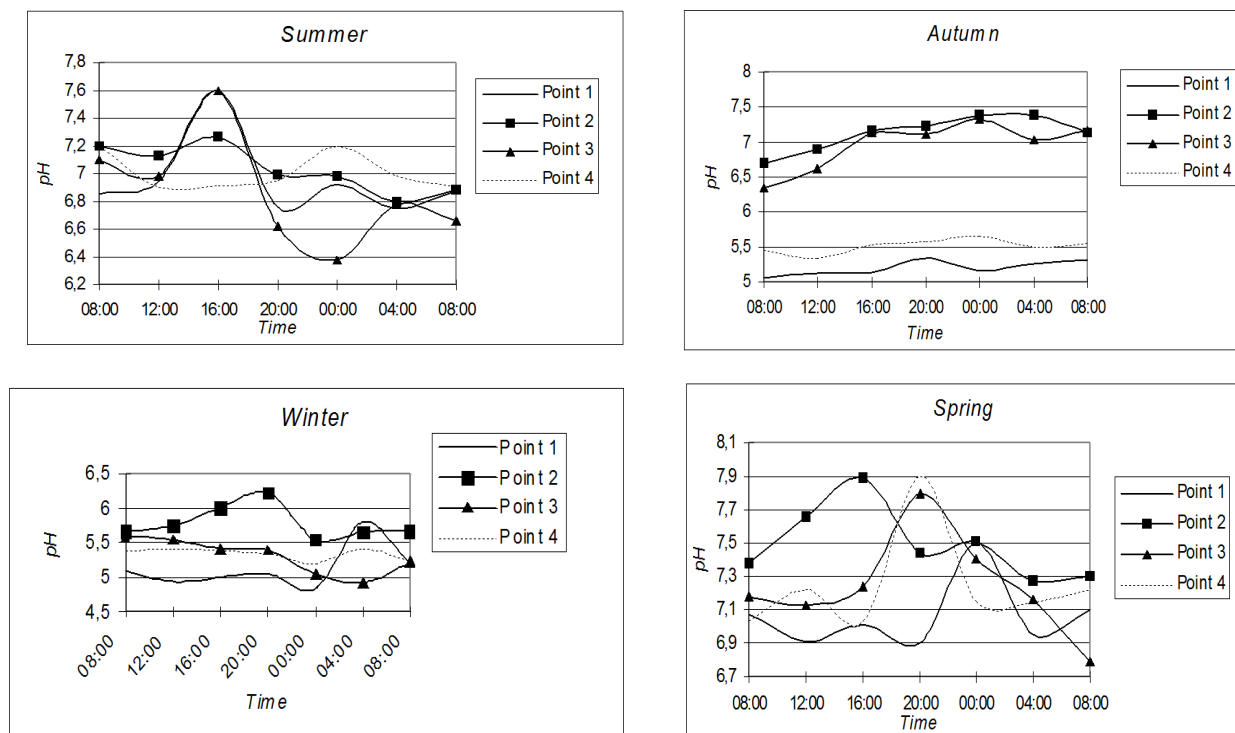 Summer
7,8
7,6
7,4
7,2
7
6,8
6,6
6,4
6,2
pH
08:00 12:00 16:00 20:00 00:00 04:00 08:00
Time
Point 1
Point 2
Point 3
Point 4
Autumn
8
7,5
7
6,5
6
5,5
5
pH
08:00 12:00 16:00 20:00 00:00 04:00 08:00
Time
Point 1
Point 2
Point 3
Point 4
Winter
6,5
6
5,5
5
4,5
pH
08:00 12:00 16:00 20:00 00:00 04:00 08:00
Time
Point 1
Point 2
Point 3
Point 4
Spring
8,1
7,9
7,7
7,5
7,3
7,1
6,9
6,7
pH
08:00 12:00 16:00 20:00 00:00 04:00 08:00
Time
Point 1
Point 2
Point 3
Point 4